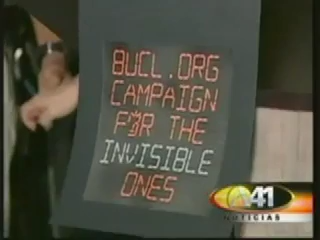 BUCL.ORG
CAMPAIGN
FOR THE
INVISIBLE
ONES
41
NOTICIAS